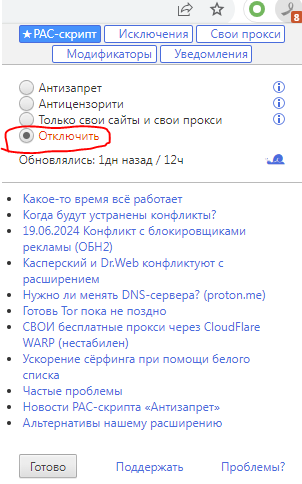 8
★PAC-скрипт Исключения Свои прокси
Модификаторы Уведомления
Антизапрет
Антицензорити
Только свои сайты и свои прокси
Отключить
Обновлялись: 1дн назад / 12ч
Какое-то время всё работает
Когда будут устранены конфликты?
19.06.2024 Конфликт с блокировщиками
рекламы (ОБН2)
Касперский и Dr.Web конфликтуют с
расширением
Нужно ли менять DNS-сервера? (proton.me)
Готовь Tor пока не поздно
СВОИ бесплатные прокси через CloudFlare
WARP (нестабилен)
Ускорение сёрфинга при помощи белого
списка
Частые проблемы
Новости PAC-скрипта «Антизапрет»
Альтернативы нашему расширению
Готово Поддержать Проблемы?